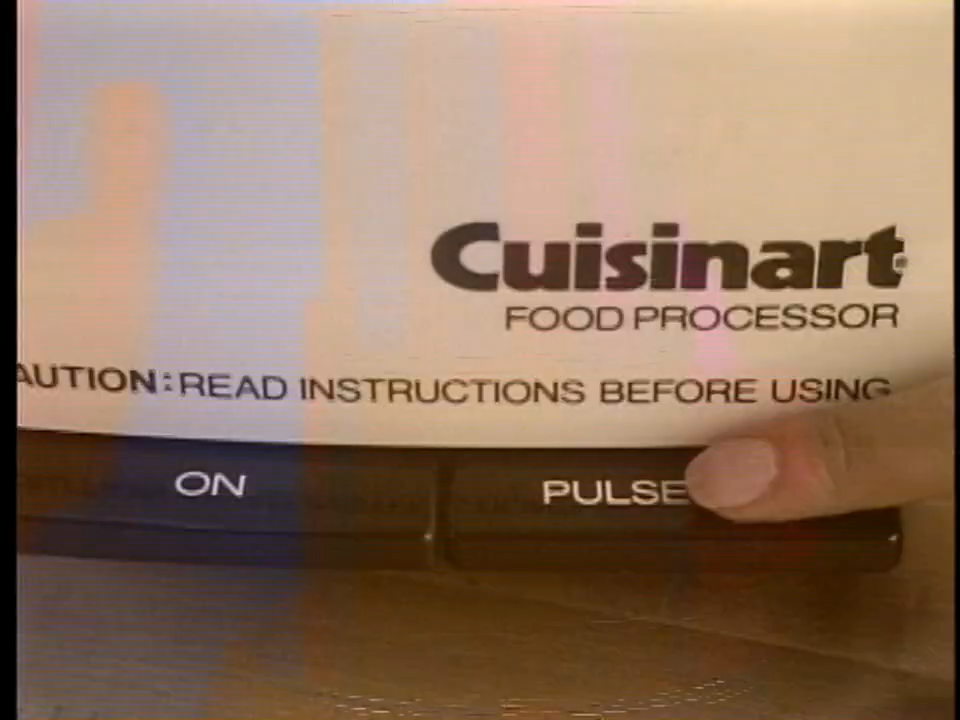 Cuisinart
FOOD PROCESSOR
AUTION: READ INSTRUCTIONS BEFORE USING
ON
PULSE